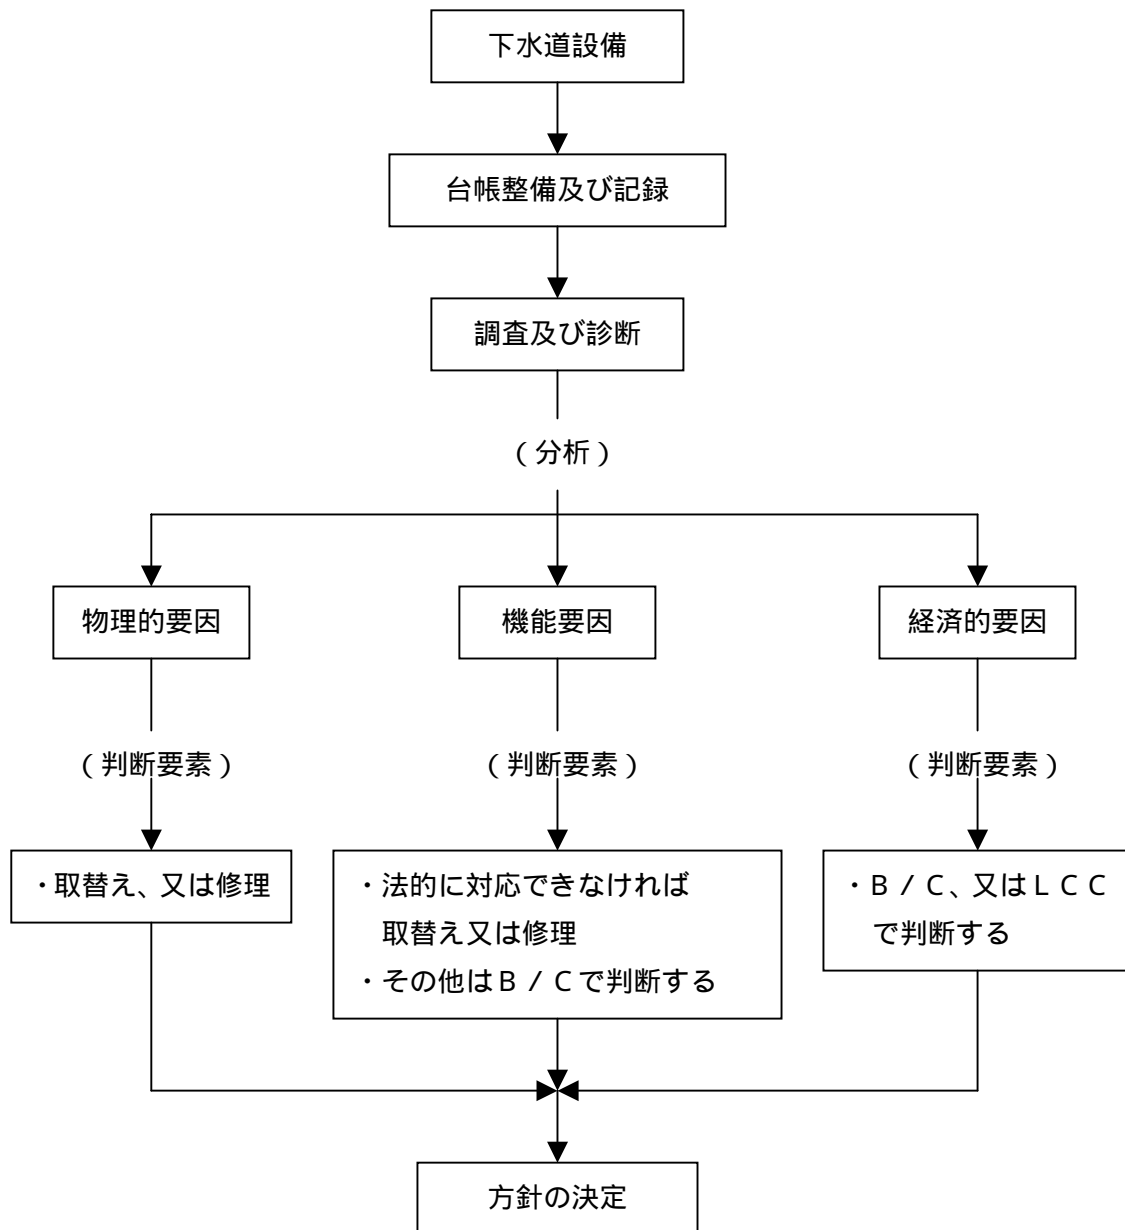 下水道設備
台帳整備及び記録
調査及び診断
(分析)
物理的要因
機能要因
経済的要因
(判断要素)
(判断要素)
(判断要素)
・取替え、又は修理
・法的に対応できなければ
取替え又は修理
・その他はB/Cで判断する
・B/C、又はLCC
で判断する
方針の決定